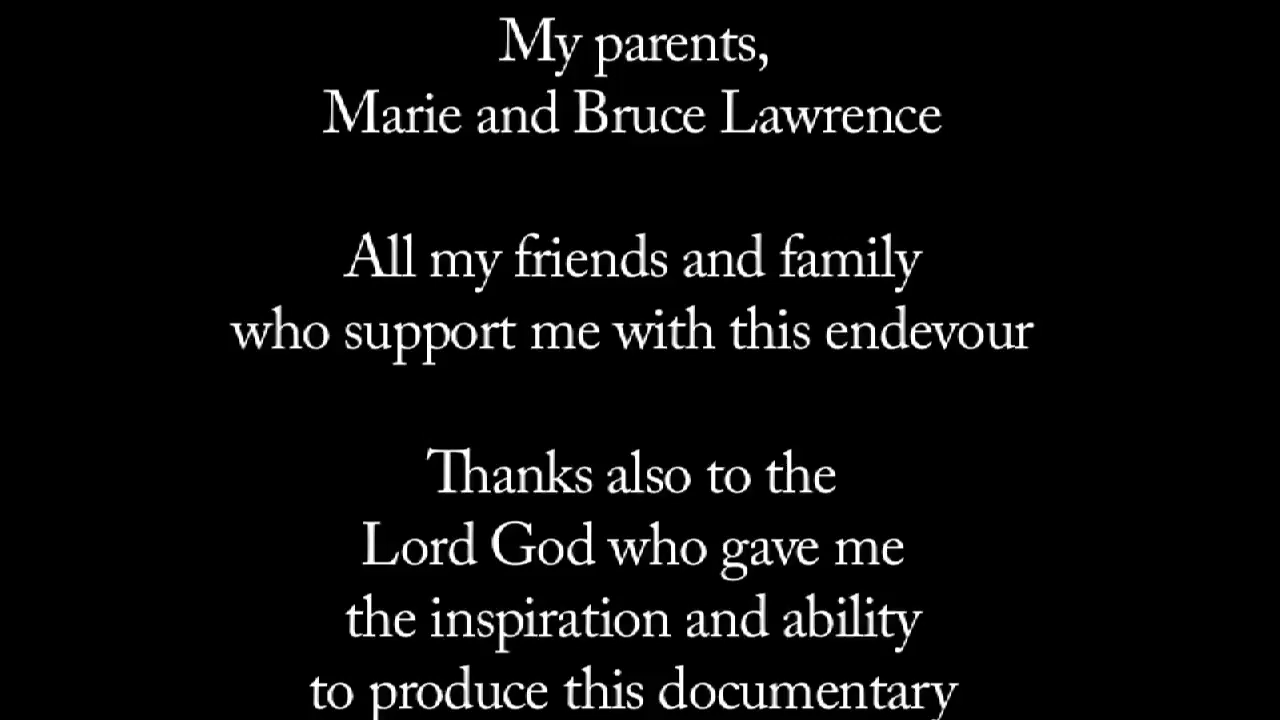 My parents,
Marie and Bruce Lawrence
All my friends and family
who support me with this endevour
Thanks also to the
Lord God who gave me
the inspiration and ability
to produce this documentary